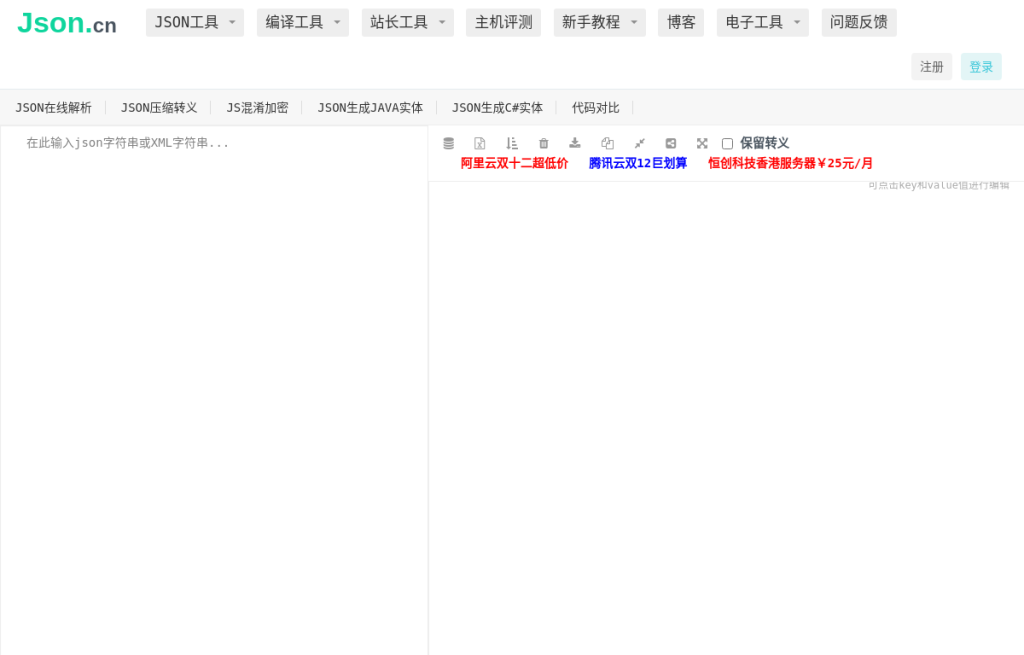 Json.cn JSON工具 编译工具 站长工具 主机评测 新手教程 博客 电子工具 问题反馈
注册 登录
JSON在线解析 JSON压缩转义 JS混淆加密 JSON生成JAVA实体 JSON生成C#实体 代码对比
在此输入json字符串或XML字符串... 保留转义
阿里云双十二超低价 腾讯云双12巨划算 恒创科技香港服务器￥25元/月
可点击key和value值进行编辑